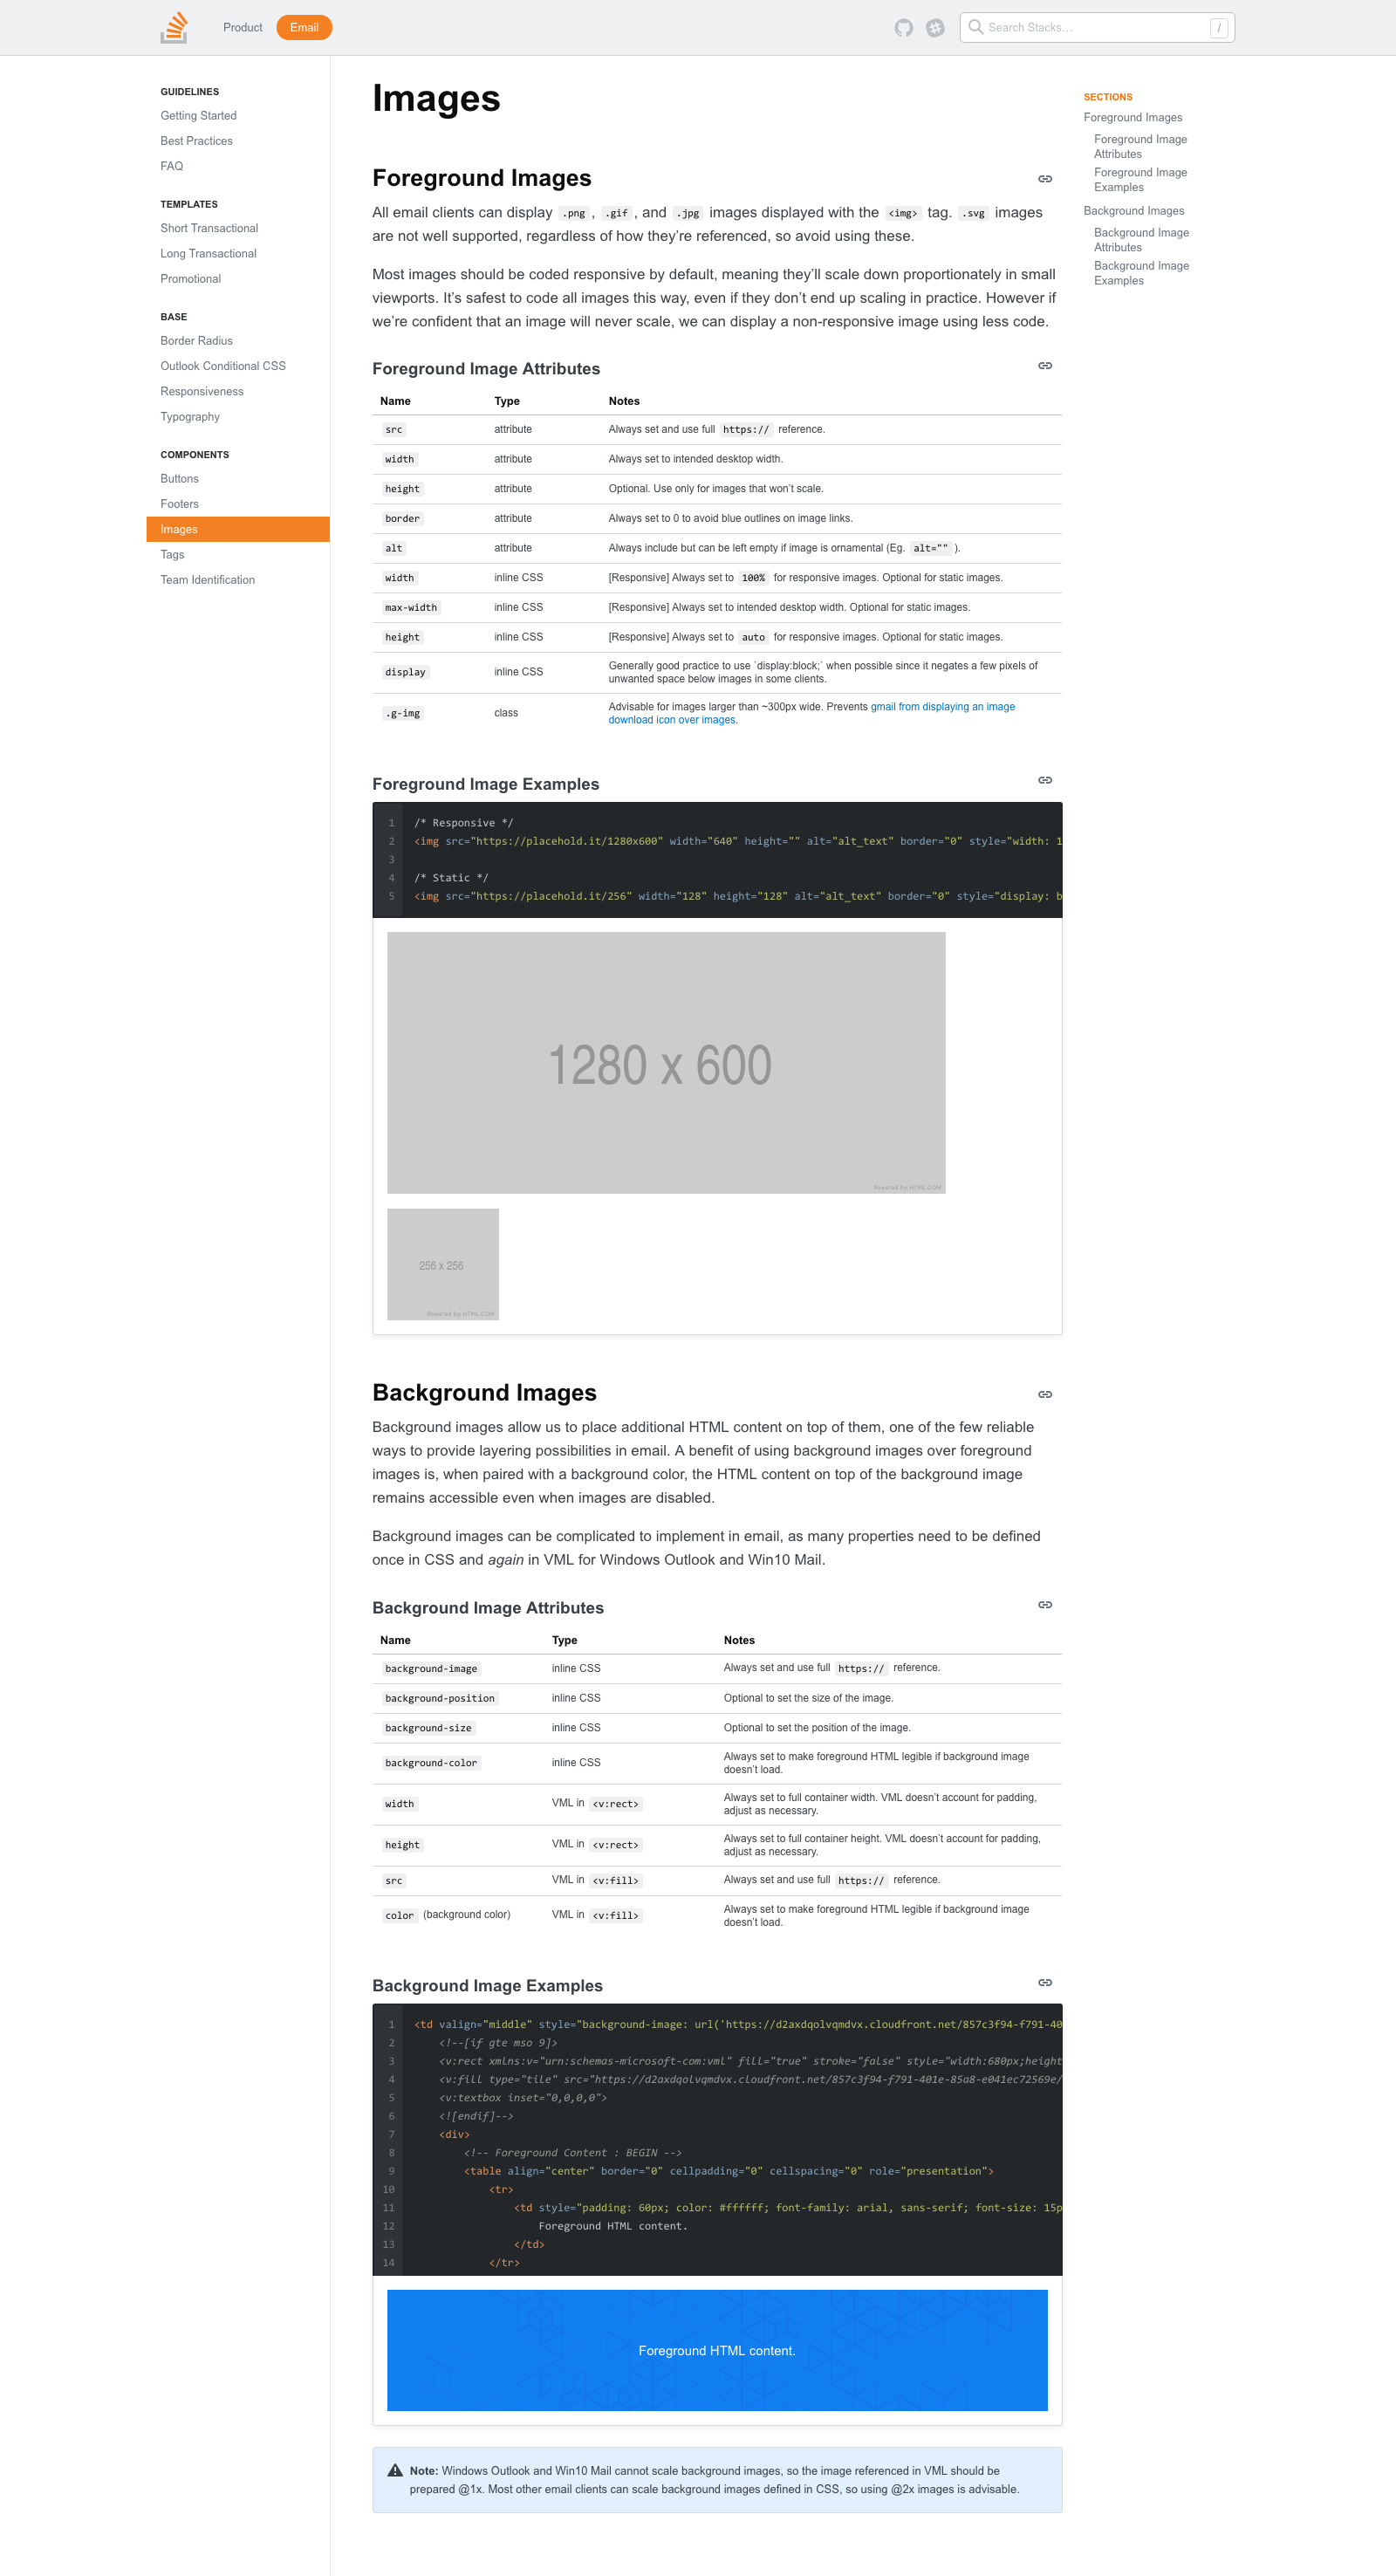 Product
Email
Search Stacks...
/
GUIDELINES
Getting Started
Best Practices
FAQ
TEMPLATES
Short Transactional
Long Transactional
Promotional
BASE
Border Radius
Outlook Conditional CSS
Responsiveness
Typography
COMPONENTS
Buttons
Footers
Images
Tags
Team Identification
Images
Foreground Images
All email clients can display .png, .gif, and .jpg images displayed with the <img> tag. .svg images
are not well supported, regardless of how they're referenced, so avoid using these.
Most images should be coded responsive by default, meaning they'll scale down proportionately in small
viewports. It's safest to code all images this way, even if they don't end up scaling in practice. However if
we're confident that an image will never scale, we can display a non-responsive image using less code.
Foreground Image Attributes
Name Type Notes
src attribute Always set and use full https:// reference.
width attribute Always set to intended desktop width.
height attribute Optional. Use only for images that won't scale.
border attribute Always set to 0 to avoid blue outlines on image links.
alt attribute Always include but can be left empty if image is ornamental (Eg. alt="" ).
width inline CSS [Responsive] Always set to 100% for responsive images. Optional for static images.
max-width inline CSS [Responsive] Always set to intended desktop width. Optional for static images.
height inline CSS [Responsive] Always set to auto for responsive images. Optional for static images.
display inline CSS Generally good practice to use `display:block;` when possible since it negates a few pixels of
unwanted space below images in some clients.
.g-img class Advisable for images larger than ~300px wide. Prevents gmail from displaying an image
download icon over images.
Foreground Image Examples
1 /* Responsive */
2 <img src="https://placehold.it/1280x600" width="640" height="" alt="alt_text" border="0" style="width: 1
3
4 /* Static */
5 <img src="https://placehold.it/256" width="128" height="128" alt="alt_text" border="0" style="display: b
1280 x 600
Powered by HTML.COM
256 x 256
Powered by HTML.COM
Background Images
Background images allow us to place additional HTML content on top of them, one of the few reliable
ways to provide layering possibilities in email. A benefit of using background images over foreground
images is, when paired with a background color, the HTML content on top of the background image
remains accessible even when images are disabled.
Background images can be complicated to implement in email, as many properties need to be defined
once in CSS and again in VML for Windows Outlook and Win10 Mail.
Background Image Attributes
Name Type Notes
background-image inline CSS Always set and use full https:// reference.
background-position inline CSS Optional to set the size of the image.
background-size inline CSS Optional to set the position of the image.
background-color inline CSS Always set to make foreground HTML legible if background image
doesn't load.
width VML in <v:rect> Always set to full container width. VML doesn't account for padding,
adjust as necessary.
height VML in <v:rect> Always set to full container height. VML doesn't account for padding,
adjust as necessary.
src VML in <v:fill> Always set and use full https:// reference.
color (background color) VML in <v:fill> Always set to make foreground HTML legible if background image
doesn't load.
Background Image Examples
1 <td valign="middle" style="background-image: url('https://d2axdqolvqmdvx.cloudfront.net/857c3f94-f791-40
2 <!--[if gte mso 9]>
3 <v:rect xmlns:v="urn:schemas-microsoft-com:vml" fill="true" stroke="false" style="width:680px;height
4 <v:fill type="tile" src="https://d2axdqolvqmdvx.cloudfront.net/857c3f94-f791-401e-85a8-e041ec72569e/
5 <v:textbox inset="0,0,0,0">
6 <![endif]-->
7 <div>
8 <!-- Foreground Content : BEGIN -->
9 <table align="center" border="0" cellpadding="0" cellspacing="0" role="presentation">
10 <tr>
11 <td style="padding: 60px; color: #ffffff; font-family: arial, sans-serif; font-size: 15p
12 Foreground HTML content.
13 </td>
14 </tr>
Foreground HTML content.
Note: Windows Outlook and Win10 Mail cannot scale background images, so the image referenced in VML should be
prepared @1x. Most other email clients can scale background images defined in CSS, so using @2x images is advisable.
SECTIONS
Foreground Images
Foreground Image
Attributes
Foreground Image
Examples
Background Images
Background Image
Attributes
Background Image
Examples